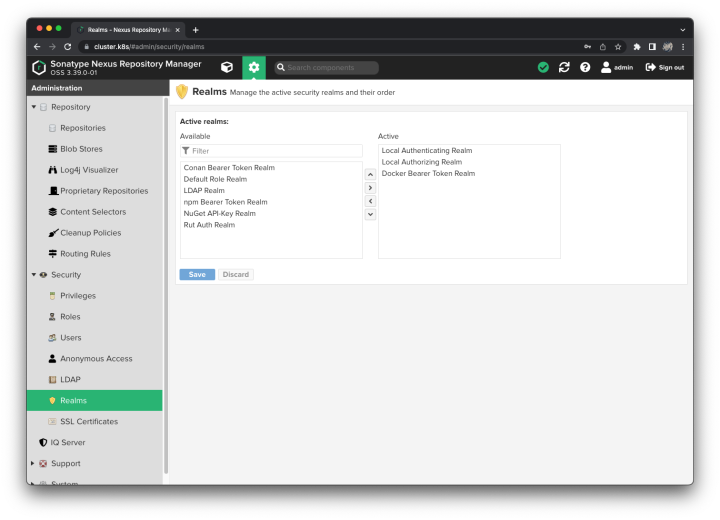 Realms - Nexus Repository Ma
cluster.k8s/#admin/security/realms
Sonatype Nexus Repository Manager
OSS 3.39.0-01
Search components
admin
Sign out
Administration
Realms Manage the active security realms and their order
Repository
Repositories
Blob Stores
Log4j Visualizer
Proprietary Repositories
Content Selectors
Cleanup Policies
Routing Rules
Security
Privileges
Roles
Users
Anonymous Access
LDAP
Realms
SSL Certificates
IQ Server
Support
System
Active realms:
Available
Filter
Conan Bearer Token Realm
Default Role Realm
LDAP Realm
npm Bearer Token Realm
NuGet API-Key Realm
Rut Auth Realm
Active
Local Authenticating Realm
Local Authorizing Realm
Docker Bearer Token Realm
Save
Discard